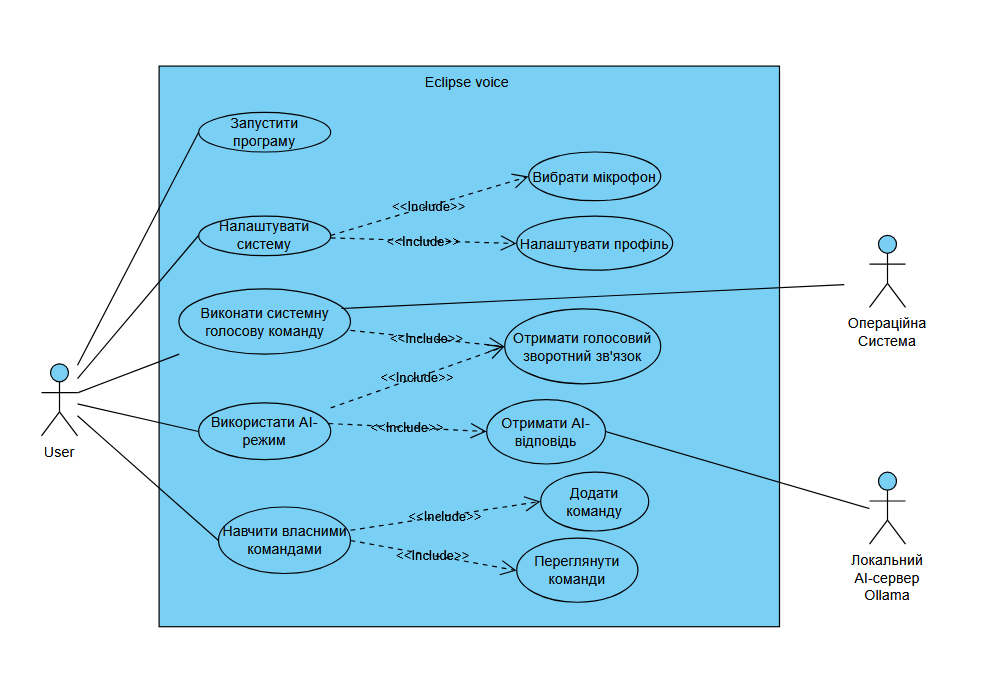 Eclipse voice
Запустити
програму
Вибрати мікрофон
<<Include>>
Налаштувати
систему
<<Include>>
Налаштувати профіль
Виконати системну
голосову команду
<<Include>>
Отримати голосовий
зворотний зв'язок
Операційна
Система
<<Include>>
Використати AI-
режим
<<Include>>
Отримати AI-
відповідь
User
Додати
команду
<<Include>>
Навчити власними
командами
<<Include>>
Переглянути
команди
Локальний
AI-сервер
Ollama